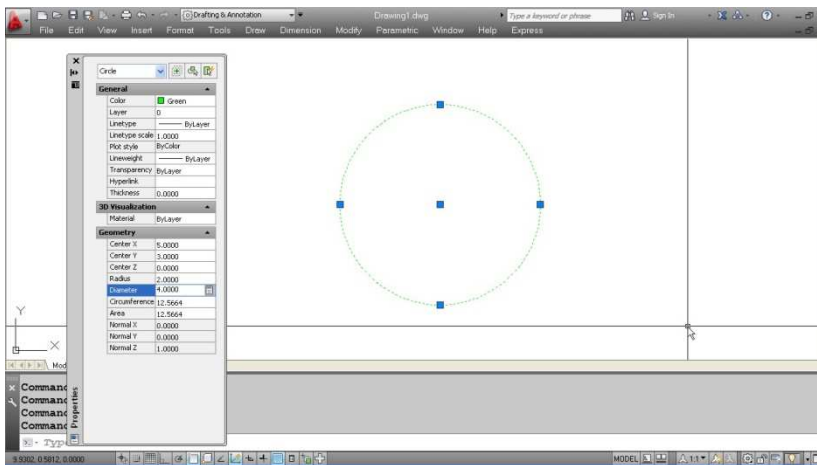 Drafting & Annotation
Drawing1.dwg
Type a keyword or phrase
Sign In
File Edit View Insert Format Tools Draw Dimension Modify Parametric Window Help Express
Circle
General
Color Green
Layer 0
Linetype ByLayer
Linetype scale 1.0000
Plot style ByColor
Lineweight ByLayer
Transparency ByLayer
Hyperlink
Thickness 0.0000
3D Visualization
Material ByLayer
Geometry
Center X 5.0000
Center Y 3.0000
Center Z 0.0000
Radius 2.0000
Diameter 4.0000
Circumference 12.5664
Area 12.5664
Normal X 0.0000
Normal Y 0.0000
Normal Z 1.0000
Properties
Y
X
Mod
Command
Command
Command
Command
Typ
9.9302, 0.5812, 0.0000
MODEL
1:1